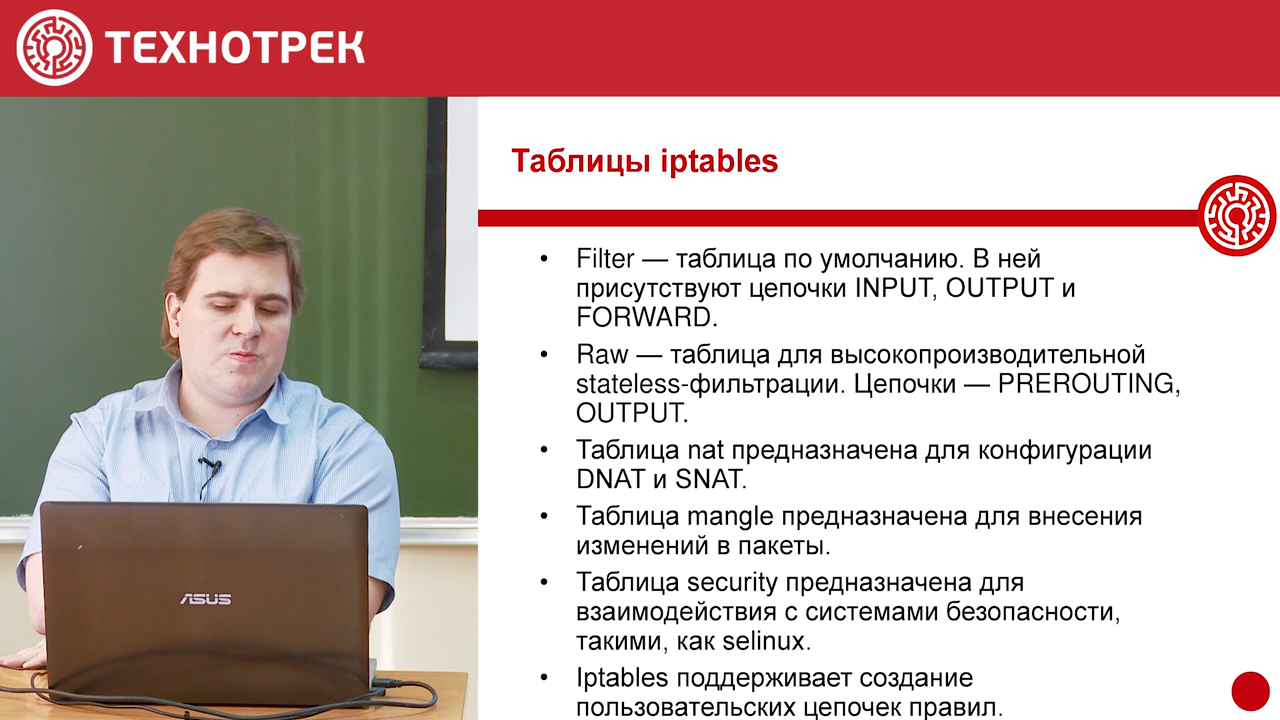 ТЕХНОТРЕК
Таблицы iptables
• Filter — таблица по умолчанию. В ней
присутствуют цепочки INPUT, OUTPUT и
FORWARD.
• Raw — таблица для высокопроизводительной
stateless-фильтрации. Цепочки — PREROUTING,
OUTPUT.
• Таблица nat предназначена для конфигурации
DNAT и SNAT.
• Таблица mangle предназначена для внесения
изменений в пакеты.
• Таблица security предназначена для
взаимодействия с системами безопасности,
такими, как selinux.
• Iptables поддерживает создание
пользовательских цепочек правил.
ASUS